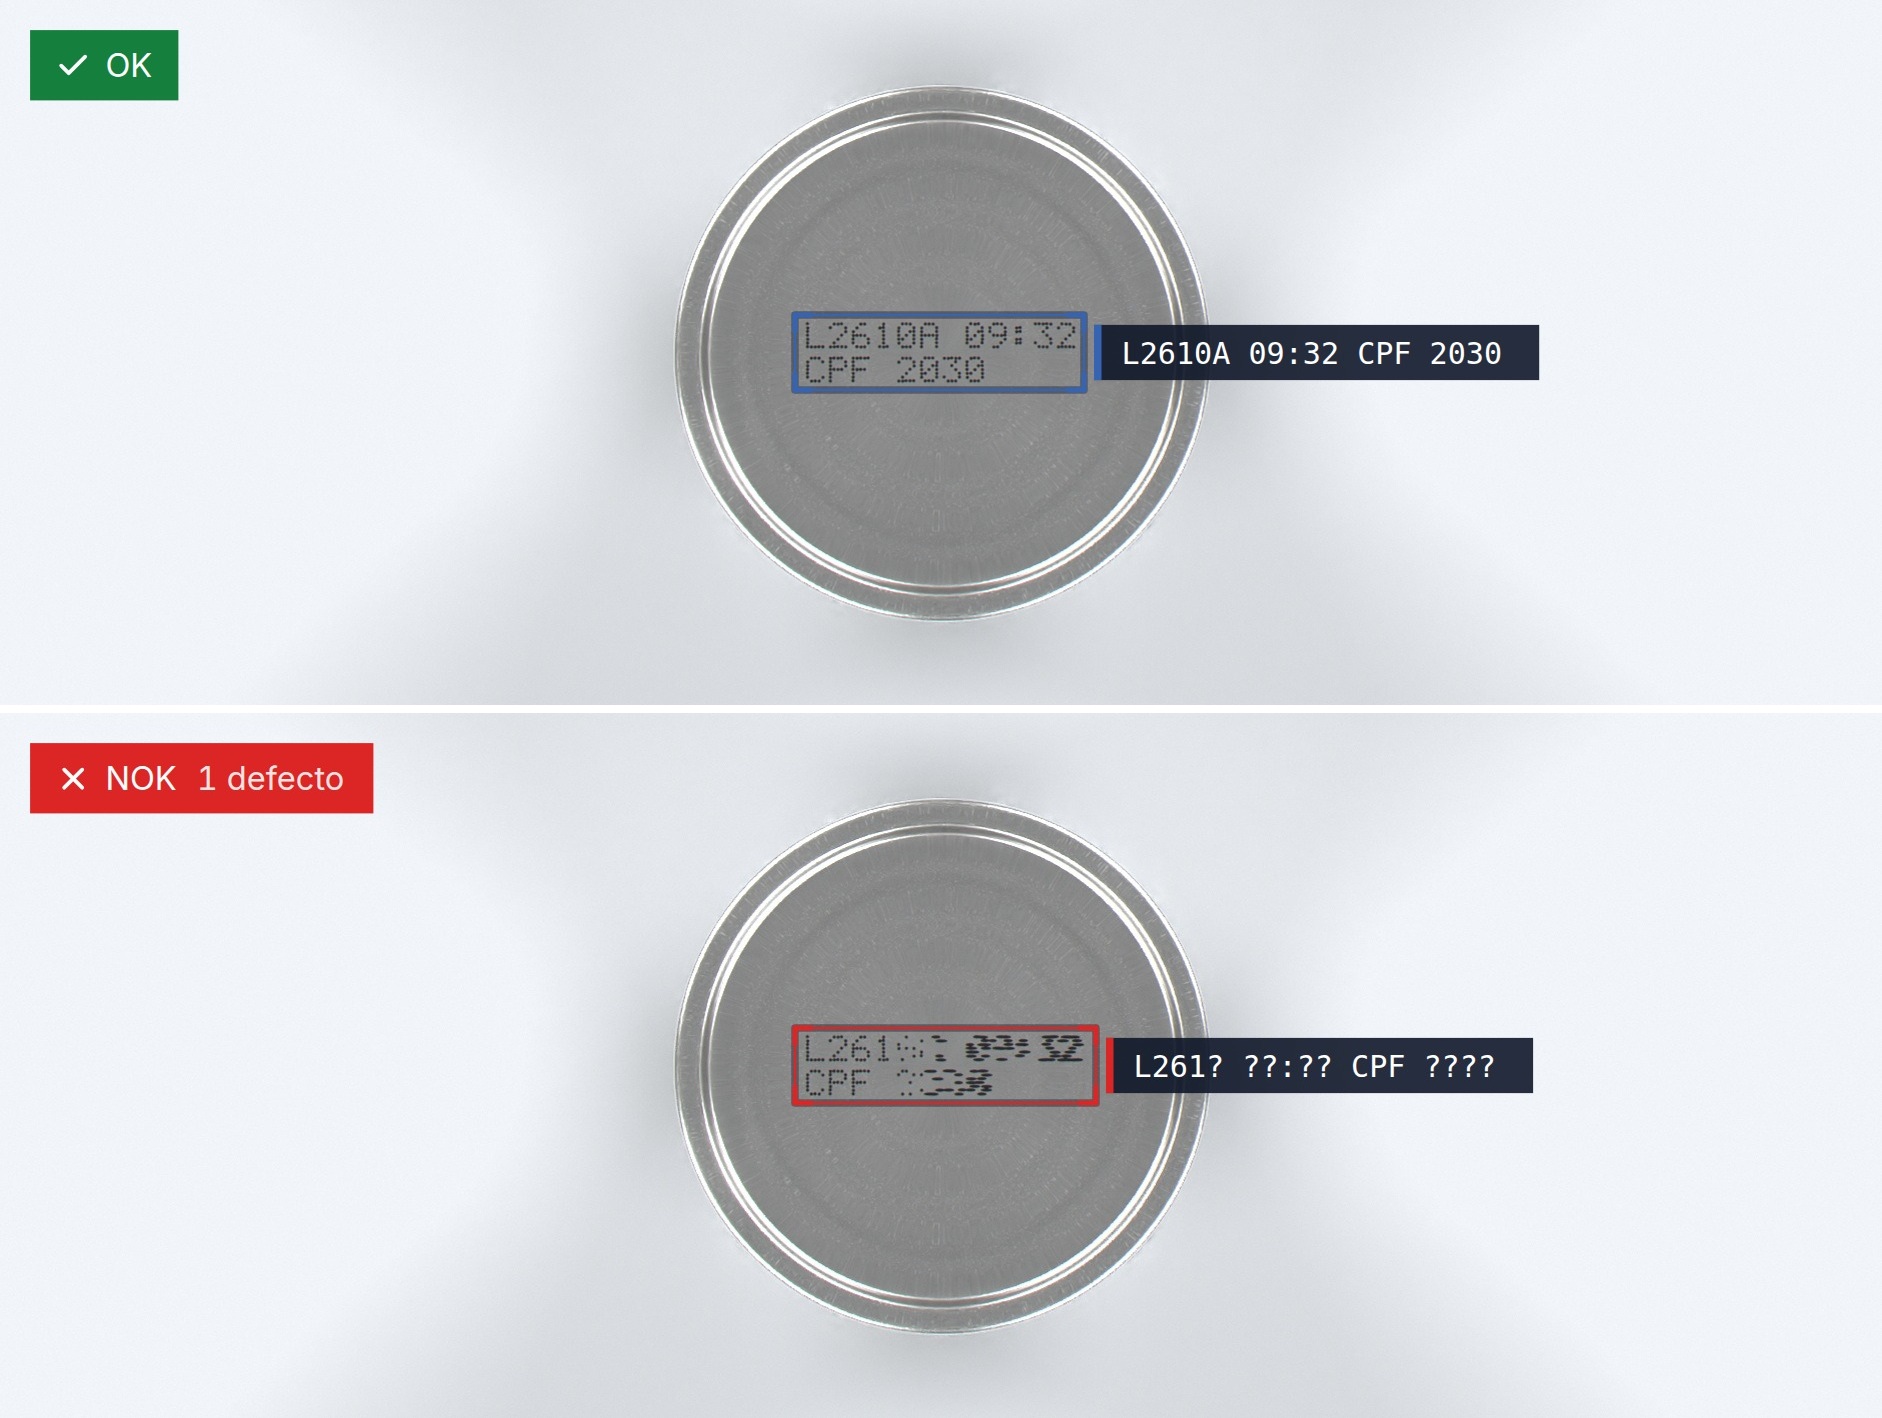 OK
L2610A 09:32
CPF 2030
L2610A 09:32 CPF 2030
NOK 1 defecto
L261
CPF
L261? ??:?? CPF ????